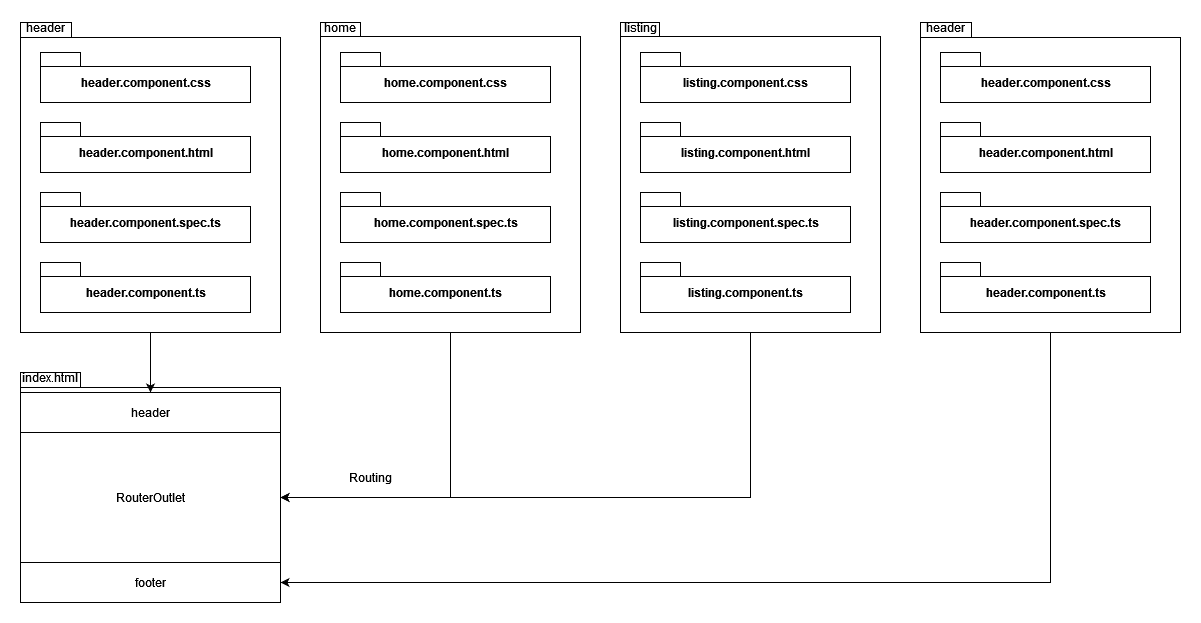 header
header.component.css
header.component.html
header.component.spec.ts
header.component.ts
home
home.component.css
home.component.html
home.component.spec.ts
home.component.ts
listing
listing.component.css
listing.component.html
listing.component.spec.ts
listing.component.ts
header
header.component.css
header.component.html
header.component.spec.ts
header.component.ts
index.html
header
RouterOutlet
footer
Routing